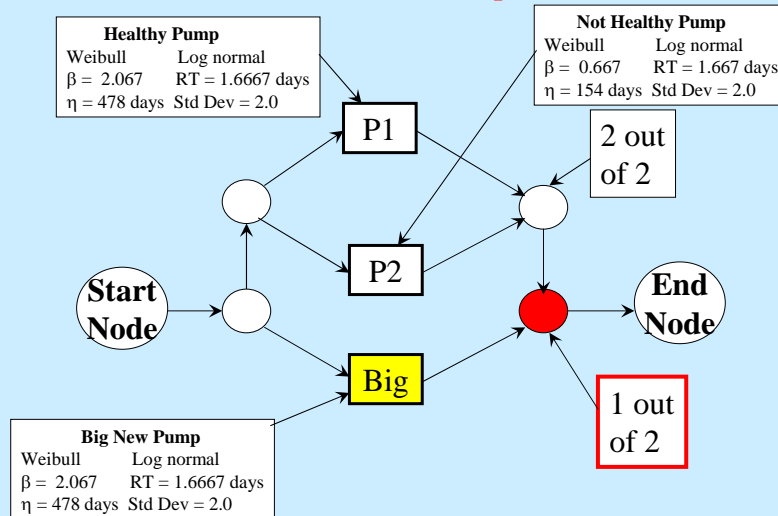 Healthy Pump
Weibull Log normal
β = 2.067 RT = 1.6667 days
η = 478 days Std Dev = 2.0
Not Healthy Pump
Weibull Log normal
β = 0.667 RT = 1.667 days
η = 154 days Std Dev = 2.0
P1
2 out
of 2
P2
Start
Node
End
Node
Big
1 out
of 2
Big New Pump
Weibull Log normal
β = 2.067 RT = 1.6667 days
η = 478 days Std Dev = 2.0